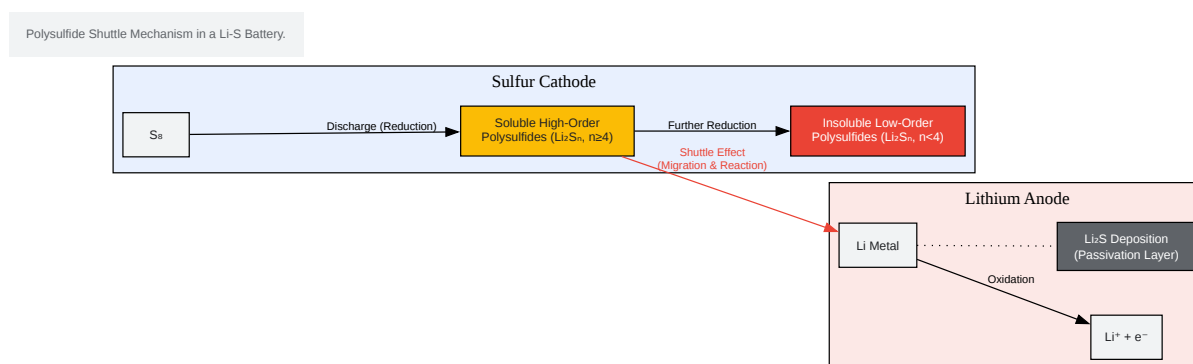 Polysulfide Shuttle Mechanism in a Li-S Battery.
Sulfur Cathode
S₈
Discharge (Reduction)
Soluble High-Order
Polysulfides (Li₂Sₙ, n≥4)
Further Reduction
Insoluble Low-Order
Polysulfides (Li₂Sₙ, n<4)
Shuttle Effect
(Migration & Reaction)
Lithium Anode
Li Metal
Li₂S Deposition
(Passivation Layer)
Oxidation
Li⁺ + e⁻